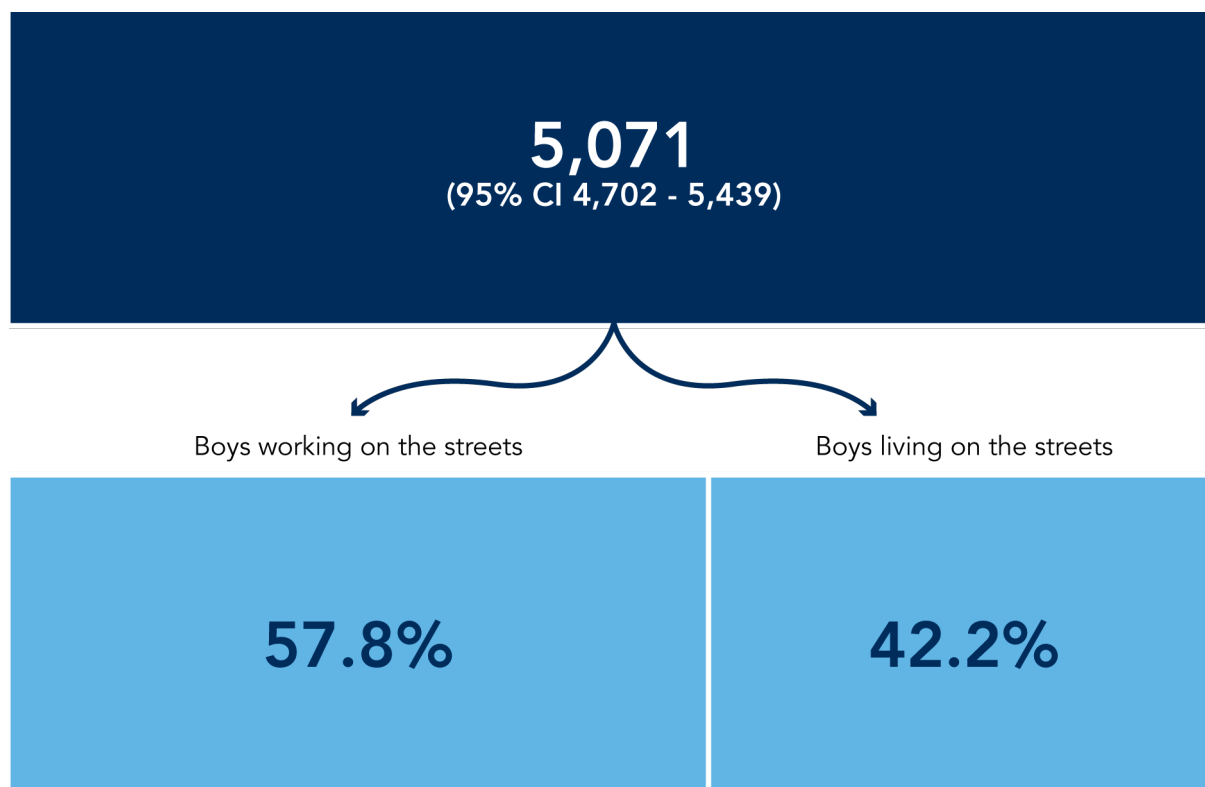 5,071
(95% CI 4,702 - 5,439)
Boys working on the streets
Boys living on the streets
57.8%
42.2%